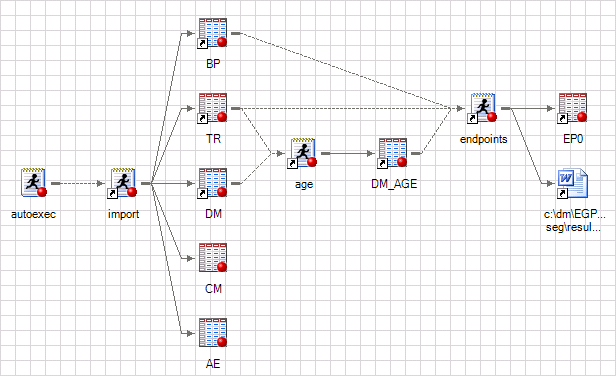 BP
TR
endpoints
EP0
age
DM_AGE
autoexec
import
DM
c:\dm\EGP...
seg\resul...
CM
AE